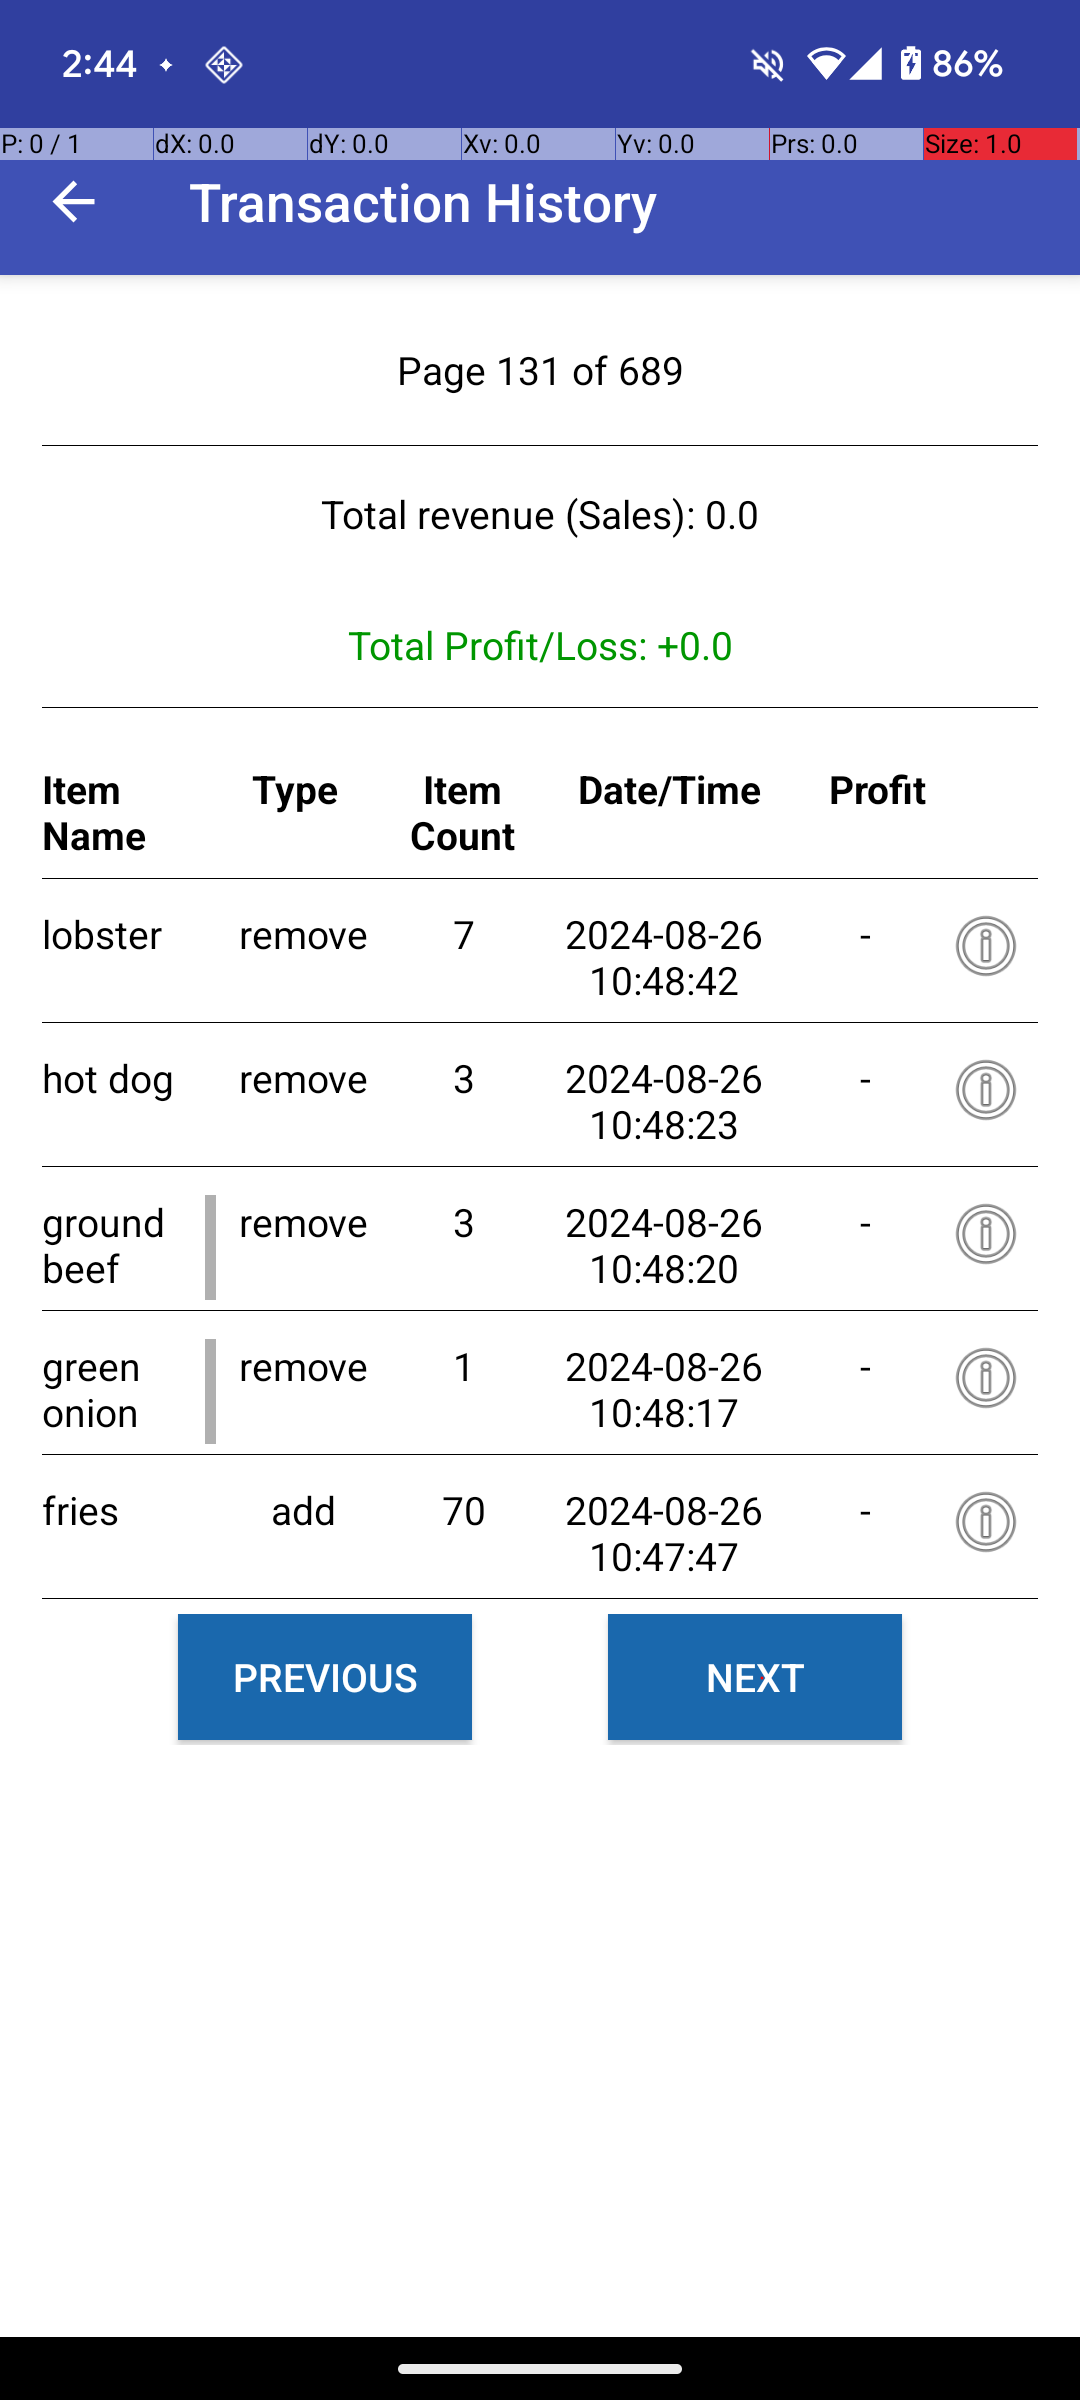 2:44
86%
P: 0 / 1 dX: 0.0 dY: 0.0 Xv: 0.0 Yv: 0.0 Prs: 0.0 Size: 1.0
Transaction History
Page 131 of 689
Total revenue (Sales): 0.0
Total Profit/Loss: +0.0
Item Name Type Item Count Date/Time Profit
lobster remove 7 2024-08-26 10:48:42 -
hot dog remove 3 2024-08-26 10:48:23 -
ground beef remove 3 2024-08-26 10:48:20 -
green onion remove 1 2024-08-26 10:48:17 -
fries add 70 2024-08-26 10:47:47 -
PREVIOUS NEXT